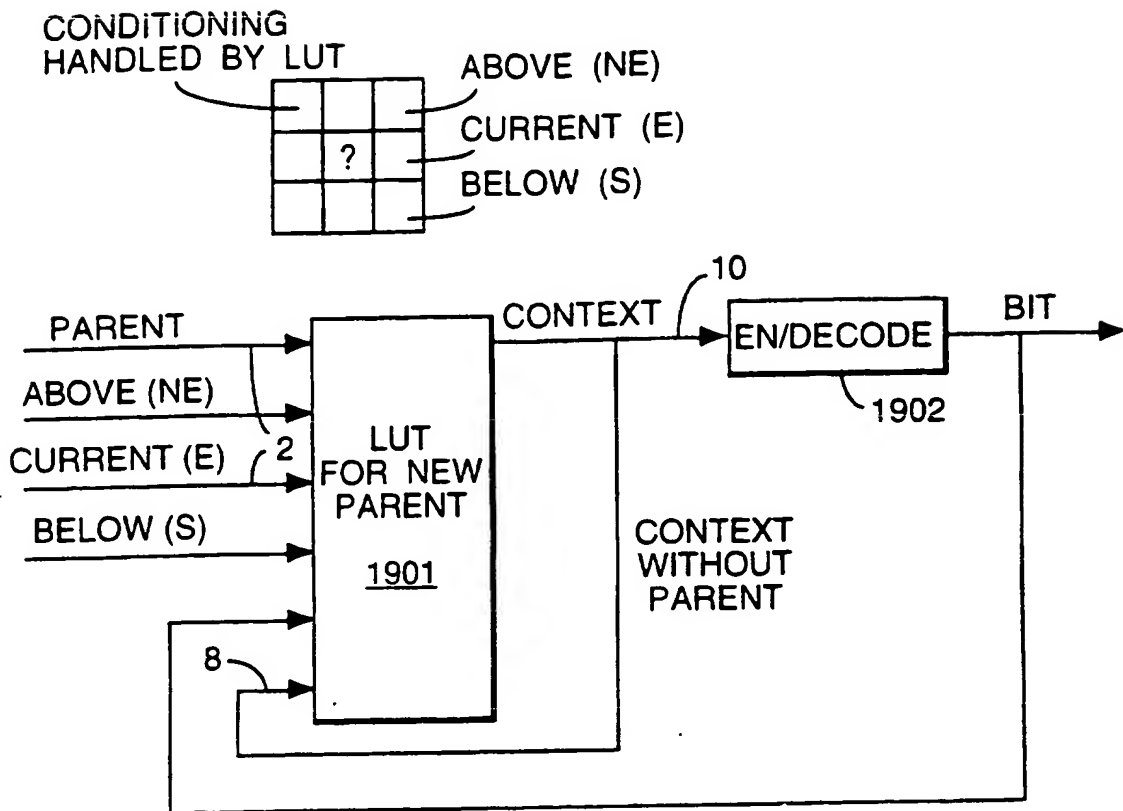 CONDITIONING
HANDLED BY LUT
ABOVE (NE)
CURRENT (E)
?
BELOW (S)
10
PARENT
CONTEXT
BIT
EN/DECODE
ABOVE (NE)
1902
2
CURRENT (E)
LUT
FOR NEW
PARENT
BELOW (S)
CONTEXT
WITHOUT
PARENT
1901
8